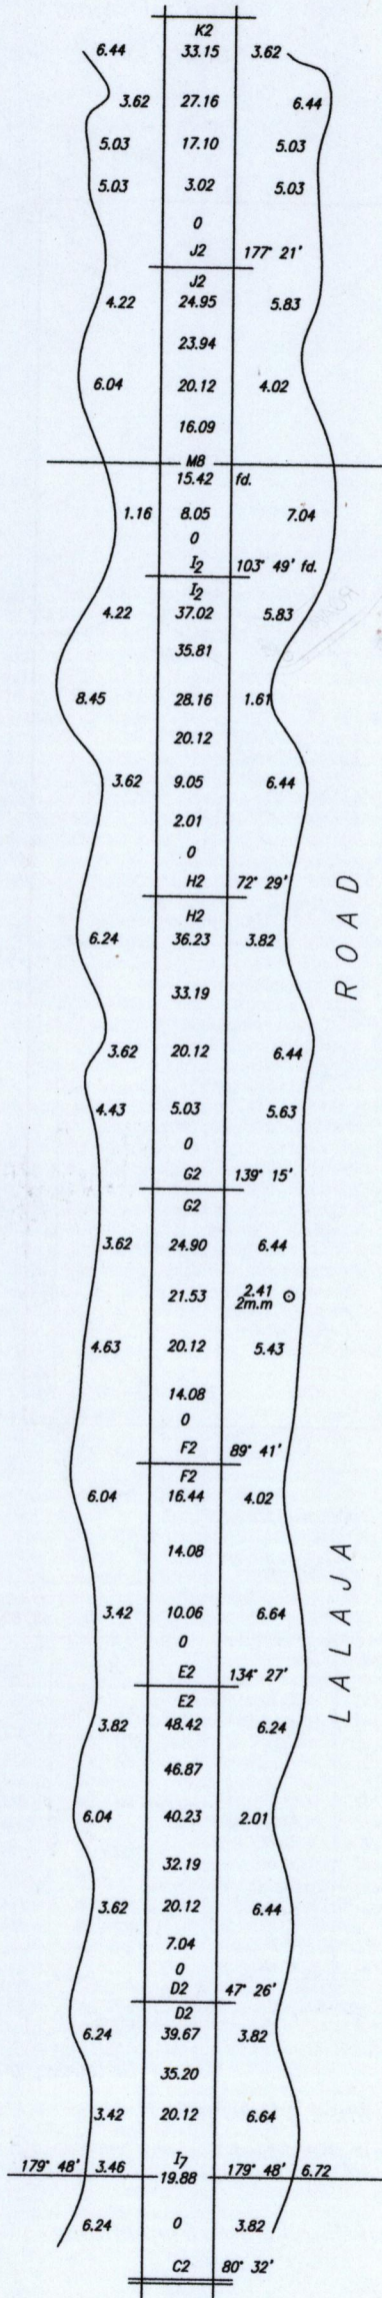 K2
6.44 33.15 3.62
3.62 27.16 6.44
5.03 17.10 5.03
5.03 3.02 5.03
0
J2 177° 21'
J2
4.22 24.95 5.83
23.94
6.04 20.12 4.02
16.09
M8
15.42 fd.
1.16 8.05 7.04
0
I2 103° 49' fd.
I2
4.22 37.02 5.83
35.81
8.45 28.16 1.61
20.12
3.62 9.05 6.44
2.01
0
H2 72° 29'
H2
6.24 36.23 3.82
33.19
3.62 20.12 6.44
4.43 5.03 5.63
0
G2 139° 15'
G2
3.62 24.90 6.44
21.53 2.41
2m.m
4.63 20.12 5.43
14.08
0
F2 89° 41'
F2
6.04 16.44 4.02
14.08
3.42 10.06 6.64
0
E2 134° 27'
E2
3.82 48.42 6.24
46.87
6.04 40.23 2.01
32.19
3.62 20.12 6.44
7.04
0
D2 47° 26'
D2
6.24 39.67 3.82
35.20
3.42 20.12 6.64
I7
179° 48' 3.46 19.88 179° 48' 6.72
6.24 0 3.82
C2 80° 32'
LALAJA ROAD